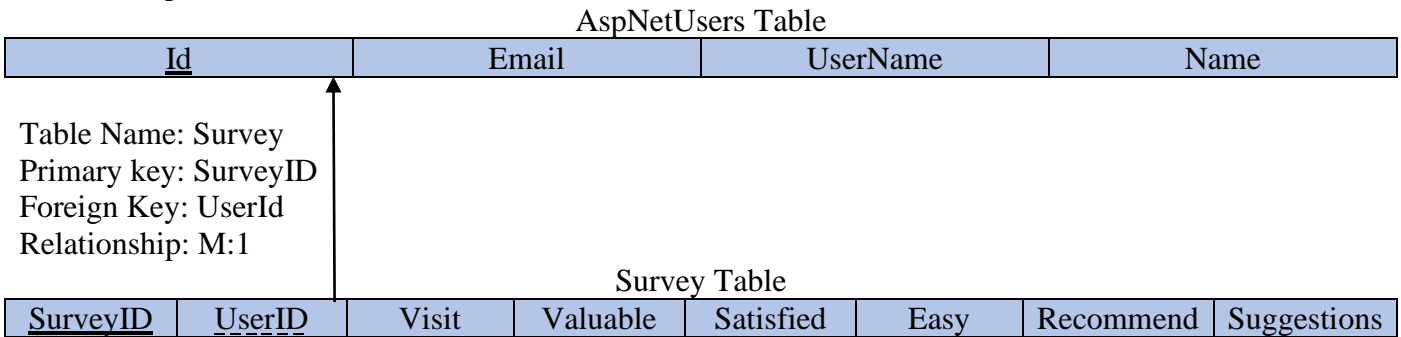 AspNetUsers Table
Id Email UserName Name
Table Name: Survey
Primary key: SurveyID
Foreign Key: UserId
Relationship: M:1
Survey Table
SurveyID UserID Visit Valuable Satisfied Easy Recommend Suggestions